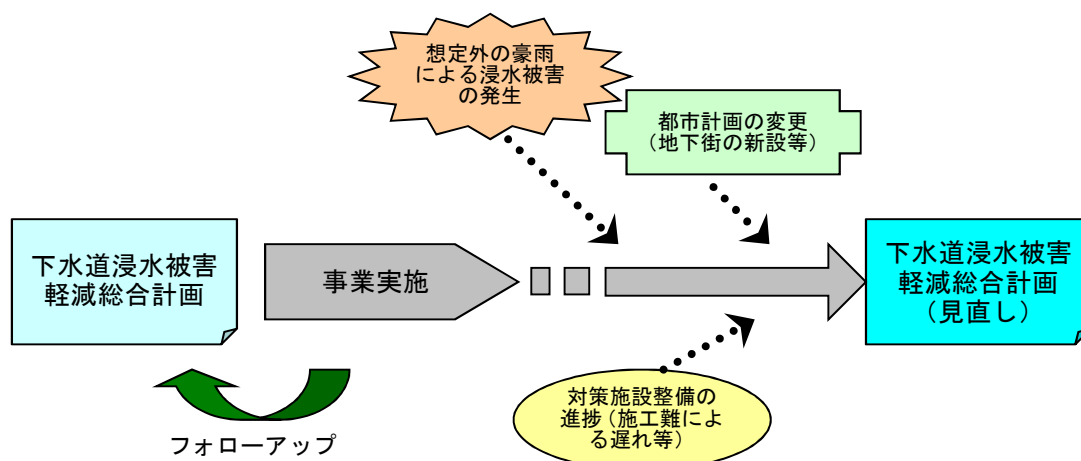 想定外の豪雨
による浸水被害
の発生
都市計画の変更
（地下街の新設等）
下水道浸水被害
軽減総合計画
事業実施
下水道浸水被害
軽減総合計画
（見直し）
対策施設整備の
進捗（施工難によ
る遅れ等）
フォローアップ